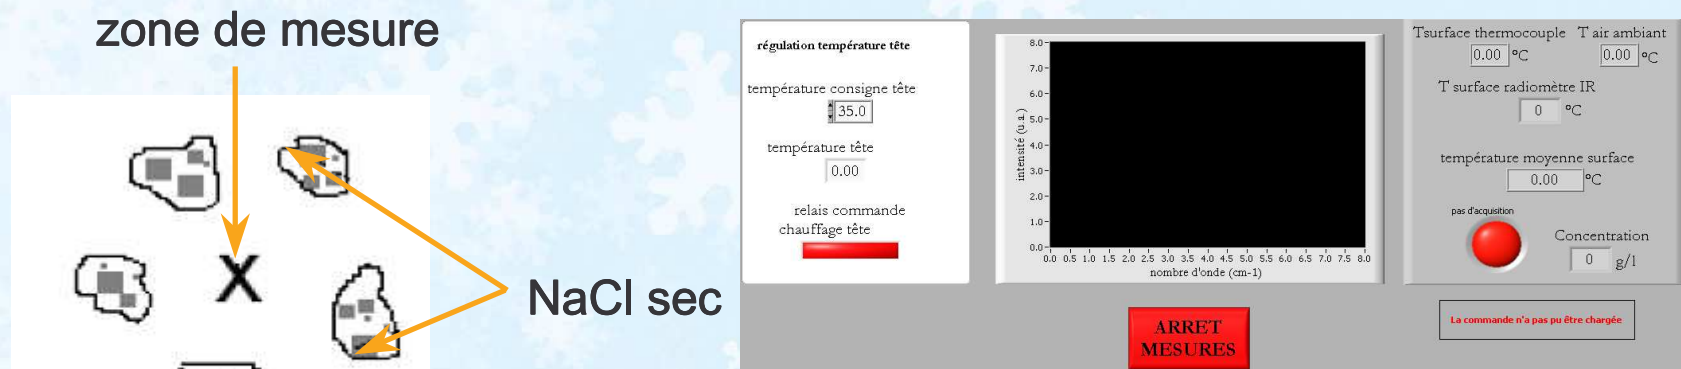 zone de mesure
X
NaCl sec
régulation température tête
température consigne tête
35.0
température tête
0.00
relais commande
chauffage tête
8.0
7.0
6.0
5.0
4.0
3.0
2.0
1.0
0.0
intensité (u.a.)
0.0 0.5 1.0 1.5 2.0 2.5 3.0 3.5 4.0 4.5 5.0 5.5 6.0 6.5 7.0 7.5 8.0
nombre d'onde (cm-1)
ARRET
MESURES
Tsurface thermocouple T air ambiant
0.00 °C 0.00 °C
T surface radiomètre IR
0 °C
température moyenne surface
0.00 °C
pas d'acquisition
Concentration
0 g/l
La commande n'a pas pu être chargée